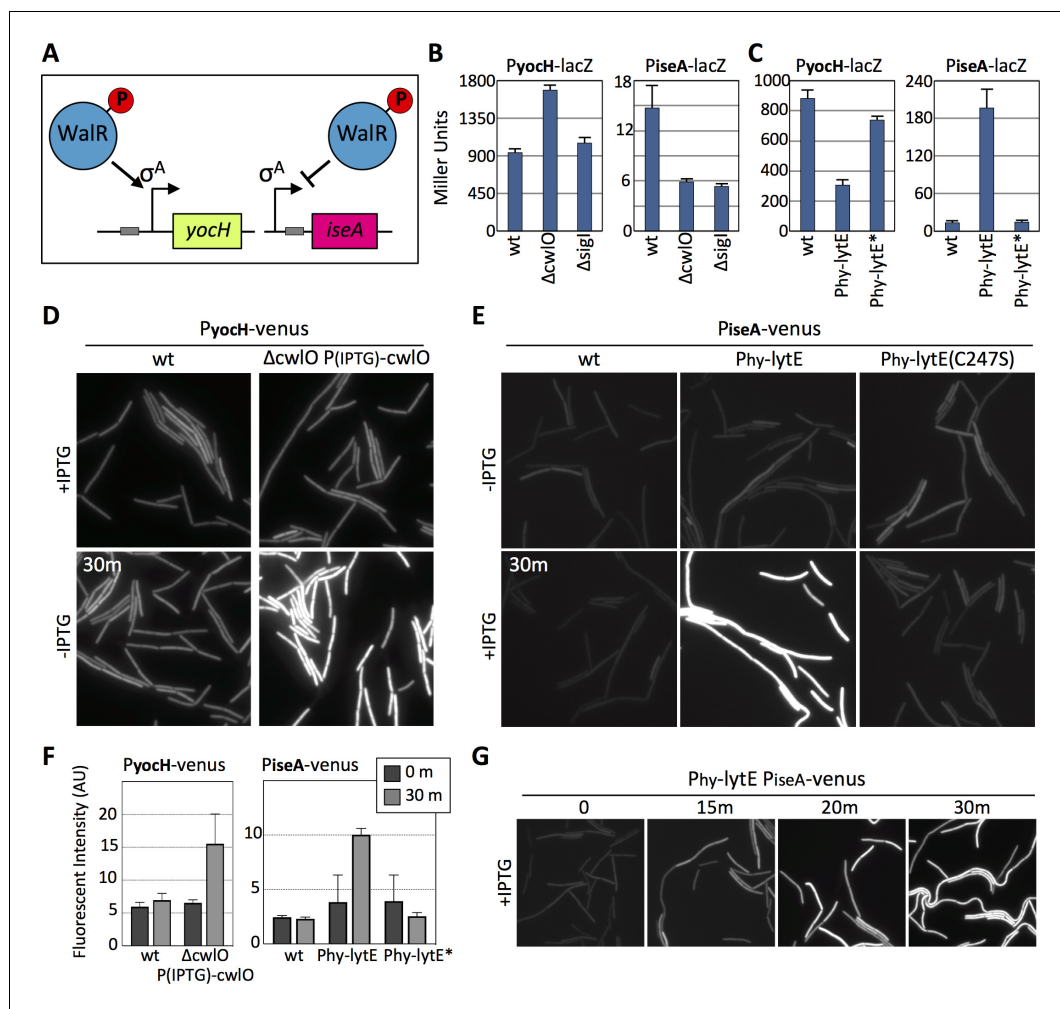 A
P
WalR
σA
yocH
P
WalR
σA
iseA
B
PyocH-lacZ
Miller Units
1800
1350
900
450
0
wt
ΔcwlO
ΔsigI
PiseA-lacZ
18
12
6
0
wt
ΔcwlO
ΔsigI
C
PyocH-lacZ
1000
800
600
400
200
0
wt
Phy-lytE
Phy-lytE*
PiseA-lacZ
240
180
120
60
0
wt
Phy-lytE
Phy-lytE*
D
PyocH-venus
wt
ΔcwlO P(IPTG)-cwlO
+IPTG
30m
-IPTG
E
PiseA-venus
wt
Phy-lytE
Phy-lytE(C247S)
-IPTG
30m
+IPTG
F
PyocH-venus
Fluorescent Intensity (AU)
20
15
10
5
0
wt
ΔcwlO
P(IPTG)-cwlO
PiseA-venus
0 m
30 m
10
5
0
wt
Phy-lytE
Phy-lytE*
G
Phy-lytE PiseA-venus
0
15m
20m
30m
+IPTG